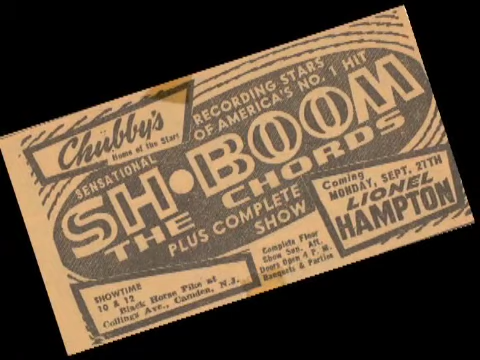 Chubby's
Home of the Stars
RECORDING STARS
OF AMERICA'S NO. 1 HIT
SENSATIONAL
SH•BOOM
THE CHORDS
PLUS COMPLETE
SHOW
Coming
MONDAY, SEPT. 27TH
LIONEL
HAMPTON
SHOWTIME
10 & 12
Black Horse Pike at
Collings Ave., Camden, N.J.
Complete Floor
Show Sun. Aft.
Doors Open 4 P. M.
Banquets & Parties